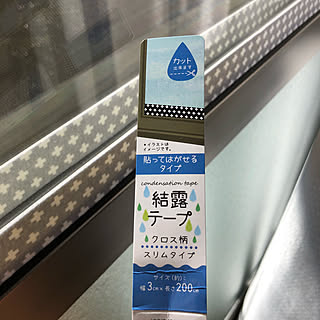 カット
出来ます
●イラストは
イメージです。
貼ってはがせる
タイプ
condensation tape
結露
テープ
クロス柄
スリムタイプ
サイズ(約):
幅3cm×長さ200cm